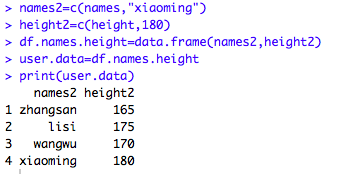 > names2=c(names,"xiaoming")
> height2=c(height,180)
> df.names.height=data.frame(names2,height2)
> user.data=df.names.height
> print(user.data)
names2 height2
1 zhangsan 165
2 lisi 175
3 wangwu 170
4 xiaoming 180